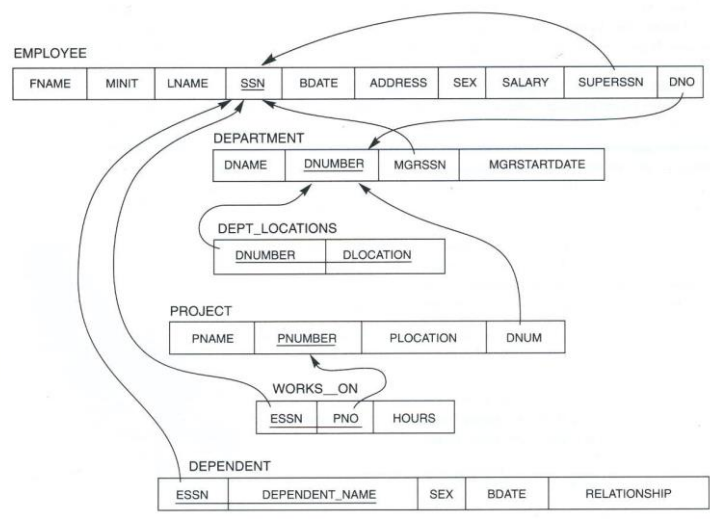 EMPLOYEE
FNAME MINIT LNAME SSN BDATE ADDRESS SEX SALARY SUPERSSN DNO
DEPARTMENT
DNAME DNUMBER MGRSSN MGRSTARTDATE
DEPT_LOCATIONS
DNUMBER DLOCATION
PROJECT
PNAME PNUMBER PLOCATION DNUM
WORKS__ON
ESSN PNO HOURS
DEPENDENT
ESSN DEPENDENT_NAME SEX BDATE RELATIONSHIP